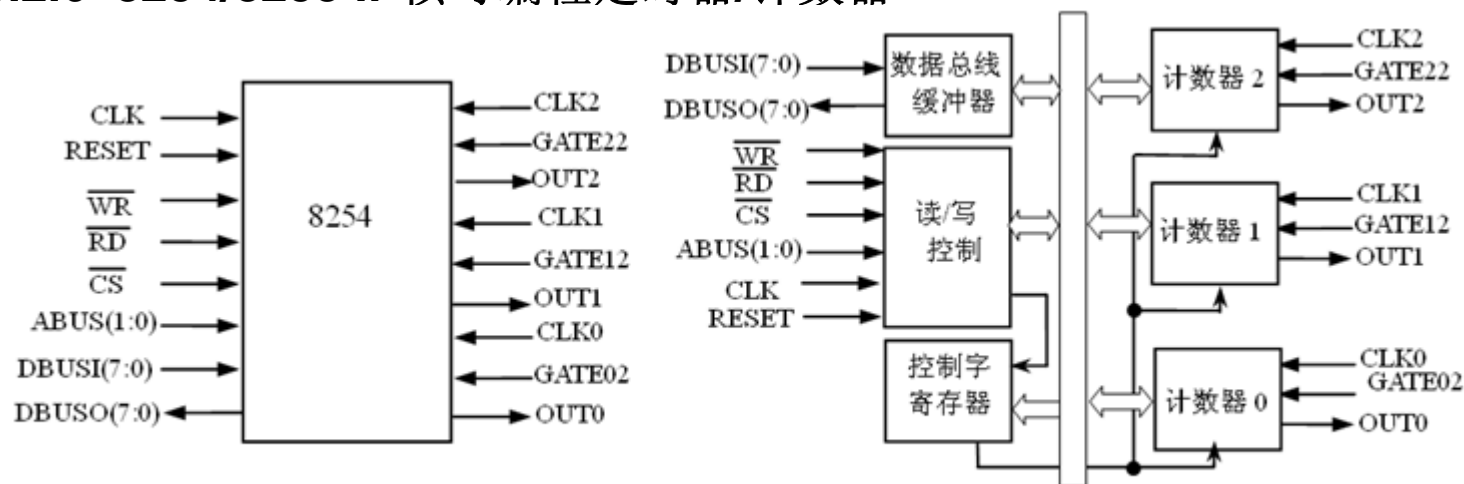 CLK
RESET
WR
RD
CS
ABUS(1:0)
DBUSI(7:0)
DBUSO(7:0)
8254
CLK2
GATE22
OUT2
CLK1
GATE12
OUT1
CLK0
GATE02
OUT0
DBUSI(7:0)
DBUSO(7:0)
WR
RD
CS
ABUS(1:0)
CLK
RESET
数据总线
缓冲器
读/写
控制
控制字
寄存器
计数器 2
计数器 1
计数器 0
CLK2
GATE22
OUT2
CLK1
GATE12
OUT1
CLK0
GATE02
OUT0